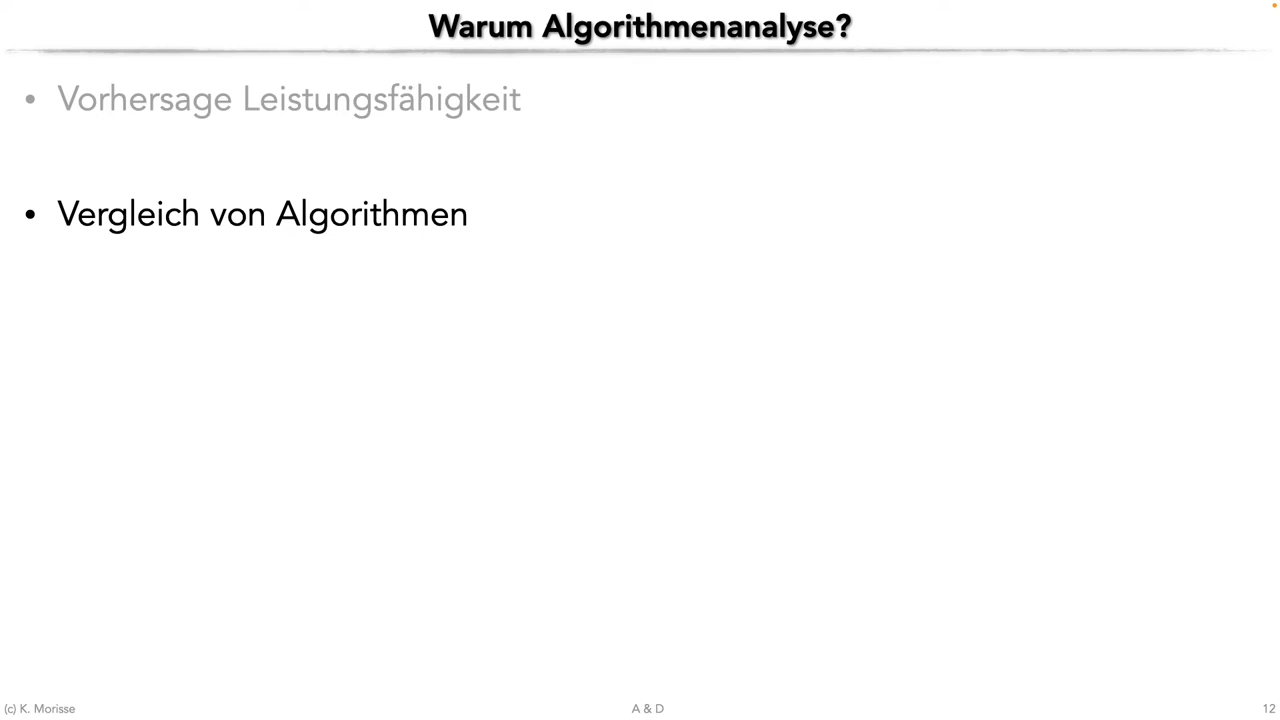 Warum Algorithmenanalyse?
• Vorhersage Leistungsfähigkeit
• Vergleich von Algorithmen
(c) K. Morisse A & D 12